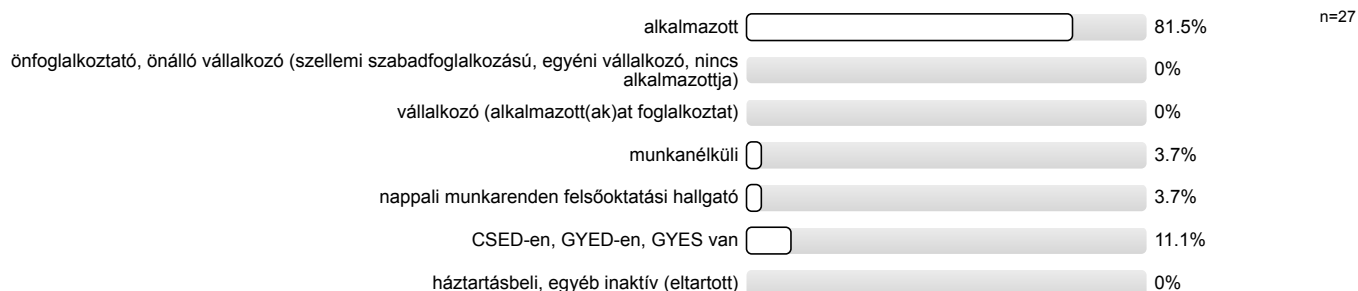 alkalmazott 81.5% n=27
önfoglalkoztató, önálló vállalkozó (szellemi szabadfoglalkozású, egyéni vállalkozó, nincs
alkalmazottja) 0%
vállalkozó (alkalmazott(ak)at foglalkoztat) 0%
munkanélküli 3.7%
nappali munkarenden felsőoktatási hallgató 3.7%
CSED-en, GYED-en, GYES van 11.1%
háztartásbeli, egyéb inaktív (eltartott) 0%